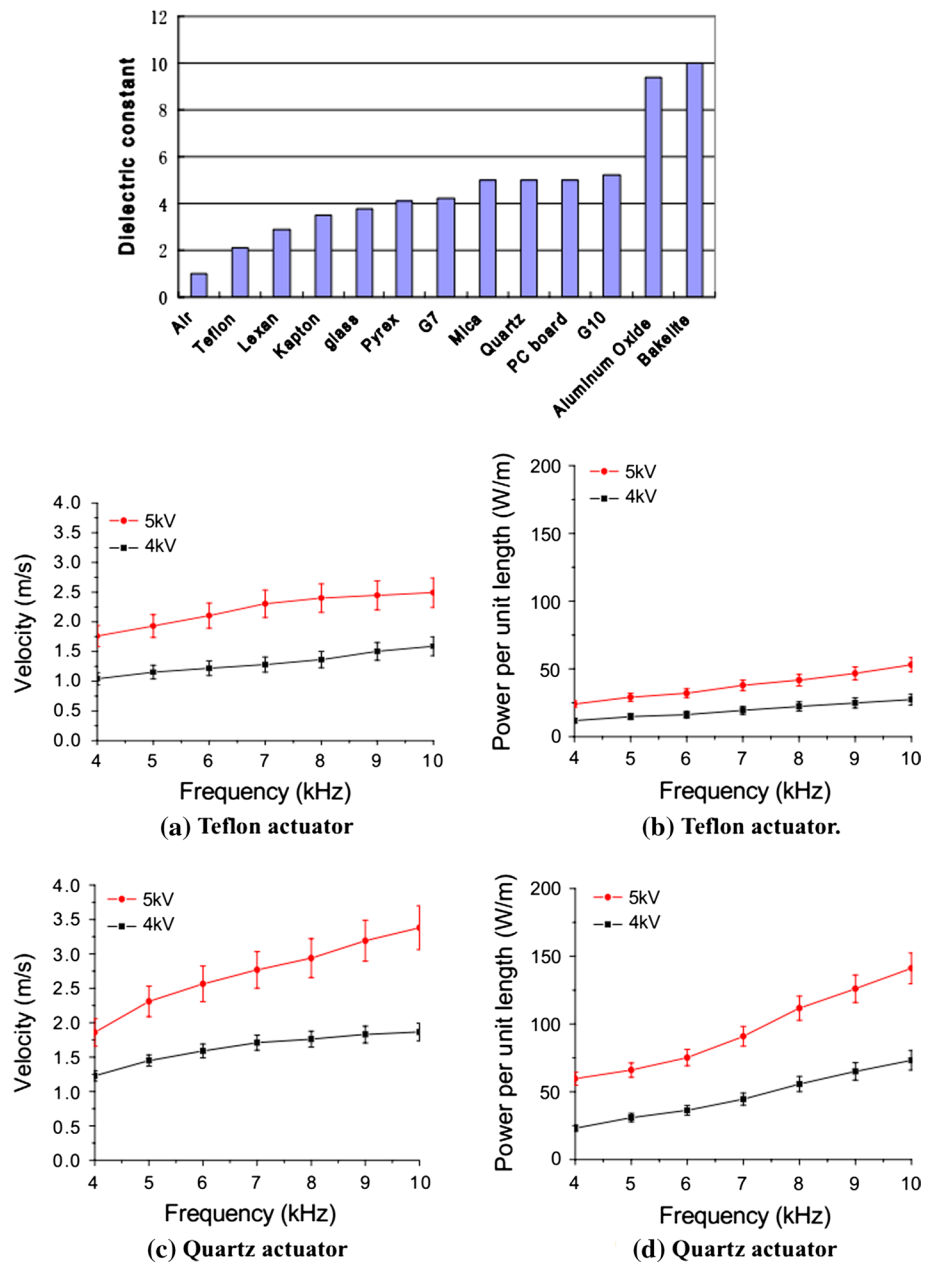 12
10
8
6
4
2
0
Dielectric constant
Air
Teflon
Lexan
Kapton
glass
Pyrex
G7
Mica
Quartz
PC board
G10
Aluminum Oxide
Bakelite
4.0
3.5
3.0
2.5
2.0
1.5
1.0
0.5
0.0
Velocity (m/s)
5kV
4kV
4 5 6 7 8 9 10
Frequency (kHz)
(a) Teflon actuator
200
150
100
50
0
Power per unit length (W/m)
5kV
4kV
4 5 6 7 8 9 10
Frequency (kHz)
(b) Teflon actuator.
4.0
3.5
3.0
2.5
2.0
1.5
1.0
0.5
0.0
Velocity (m/s)
5kV
4kV
4 5 6 7 8 9 10
Frequency (kHz)
(c) Quartz actuator
200
150
100
50
0
Power per unit length (W/m)
5kV
4kV
4 5 6 7 8 9 10
Frequency (kHz)
(d) Quartz actuator